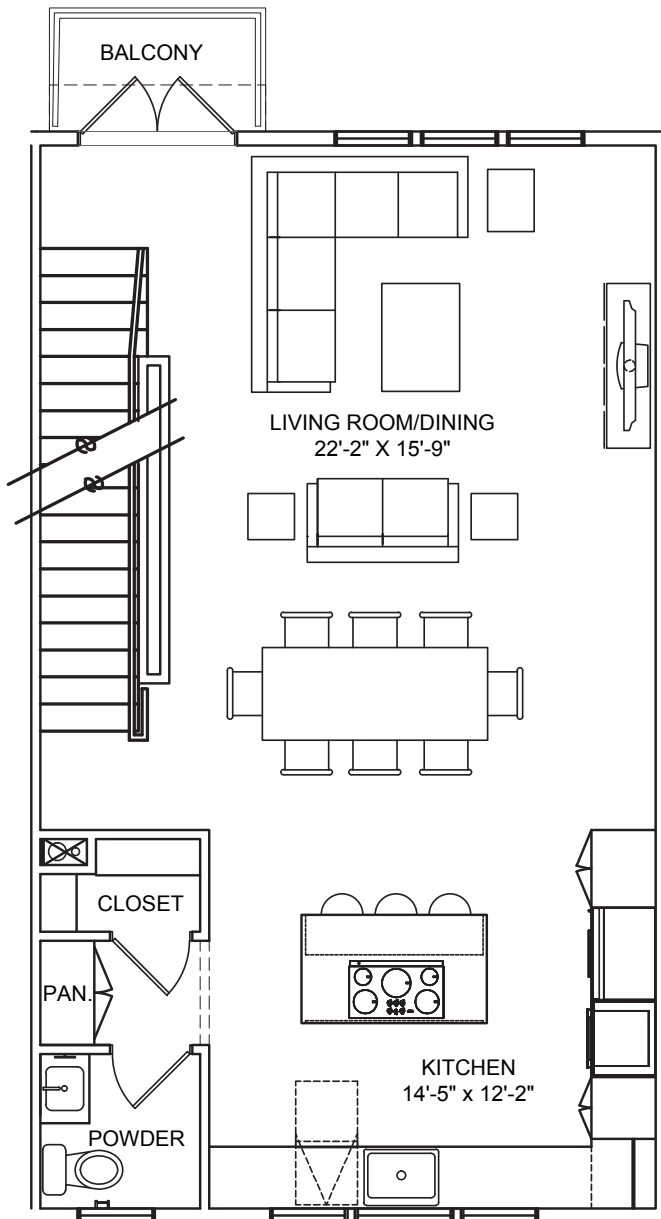 BALCONY
LIVING ROOM/DINING
22'-2" X 15'-9"
CLOSET
PAN.
KITCHEN
14'-5" x 12'-2"
POWDER